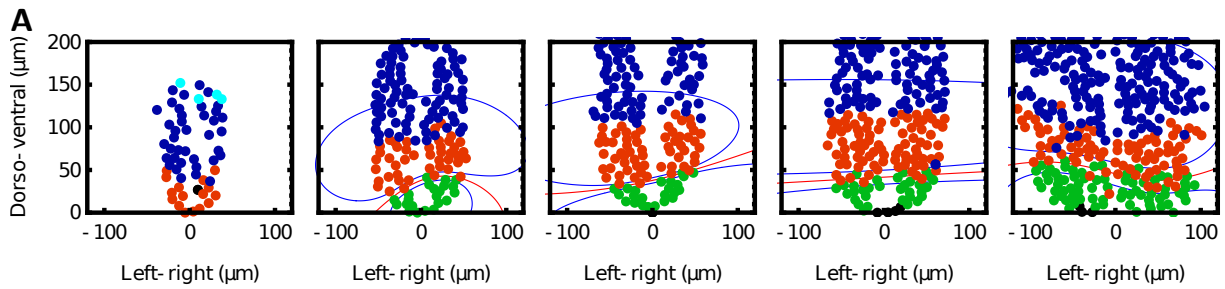 A
Dorso- ventral (µm)
200
150
100
50
0
- 100 0 100
- 100 0 100
- 100 0 100
- 100 0 100
- 100 0 100
Left- right (µm)
Left- right (µm)
Left- right (µm)
Left- right (µm)
Left- right (µm)